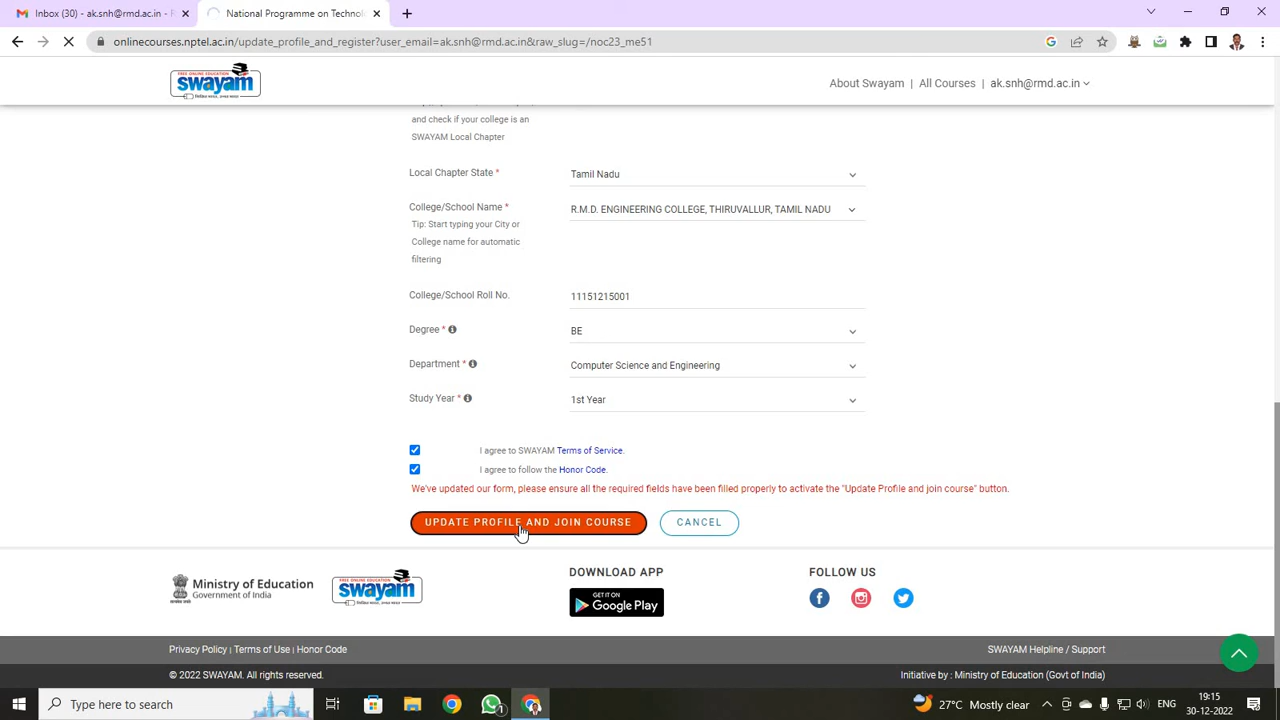 Inbox (30) - ak.snh@rmd.ac.in -
National Programme on Technolo
onlinecourses.nptel.ac.in/update_profile_and_register?user_email=ak.snh@rmd.ac.in&raw_slug=/noc23_me51
FREE ONLINE EDUCATION
swayam
About Swayam | All Courses | ak.snh@rmd.ac.in
and check if your college is an
SWAYAM Local Chapter
Local Chapter State * Tamil Nadu
College/School Name * R.M.D. ENGINEERING COLLEGE, THIRUVALLUR, TAMIL NADU
Tip: Start typing your City or
College name for automatic
filtering
College/School Roll No. 11151215001
Degree * BE
Department * Computer Science and Engineering
Study Year * 1st Year
I agree to SWAYAM Terms of Service.
I agree to follow the Honor Code.
We've updated our form, please ensure all the required fields have been filled properly to activate the "Update Profile and join course" button.
UPDATE PROFILE AND JOIN COURSE CANCEL
Ministry of Education
Government of India
FREE ONLINE EDUCATION
swayam
DOWNLOAD APP
GET IT ON
Google Play
FOLLOW US
Privacy Policy | Terms of Use | Honor Code
SWAYAM Helpline / Support
© 2022 SWAYAM. All rights reserved.
Initiative by : Ministry of Education (Govt of India)
Type here to search
27°C Mostly clear
ENG
19:15
30-12-2022